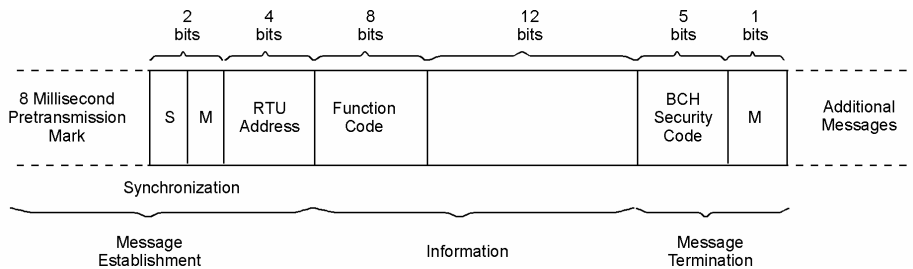 2 bits
4 bits
8 bits
12 bits
5 bits
1 bits
8 Millisecond
Pretransmission
Mark
S
M
RTU
Address
Function
Code
BCH
Security
Code
M
Additional
Messages
Synchronization
Message
Establishment
Information
Message
Termination